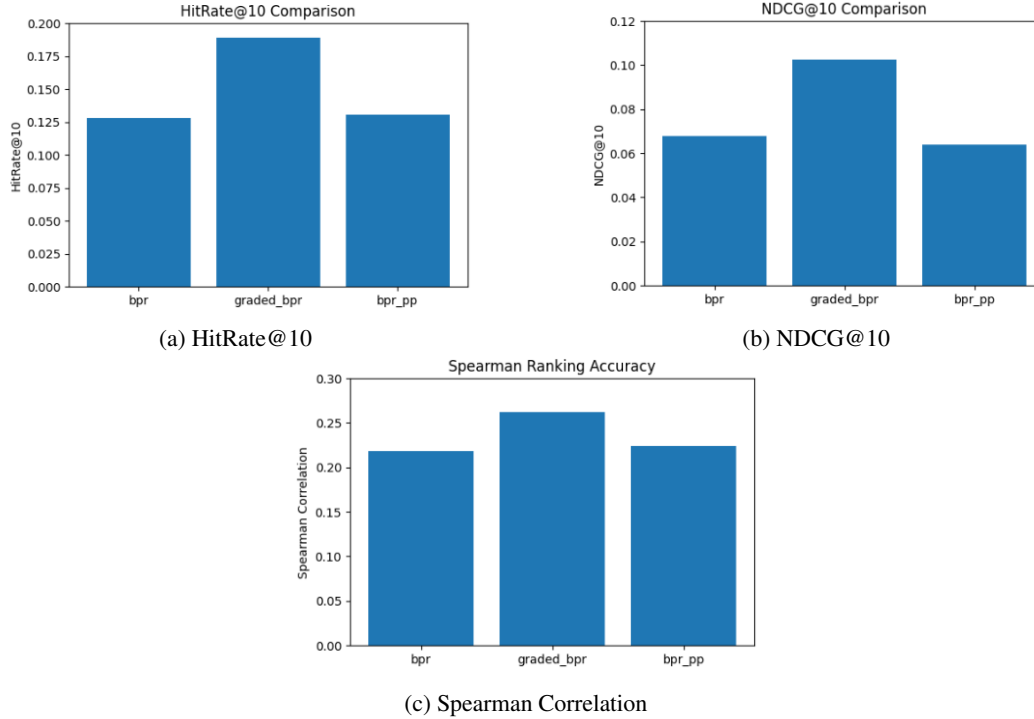 HitRate@10 Comparison
0.200
0.175
0.150
0.125
0.100
0.075
0.050
0.025
0.000
HitRate@10
bpr graded_bpr bpr_pp
(a) HitRate@10
NDCG@10 Comparison
0.12
0.10
0.08
0.06
0.04
0.02
0.00
NDCG@10
bpr graded_bpr bpr_pp
(b) NDCG@10
Spearman Ranking Accuracy
0.30
0.25
0.20
0.15
0.10
0.05
0.00
Spearman Correlation
bpr graded_bpr bpr_pp
(c) Spearman Correlation